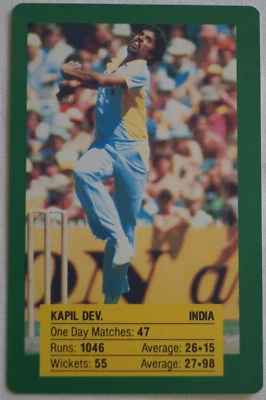 KAPIL DEV. INDIA
One Day Matches: 47
Runs: 1046 Average: 26•15
Wickets: 55 Average: 27•98